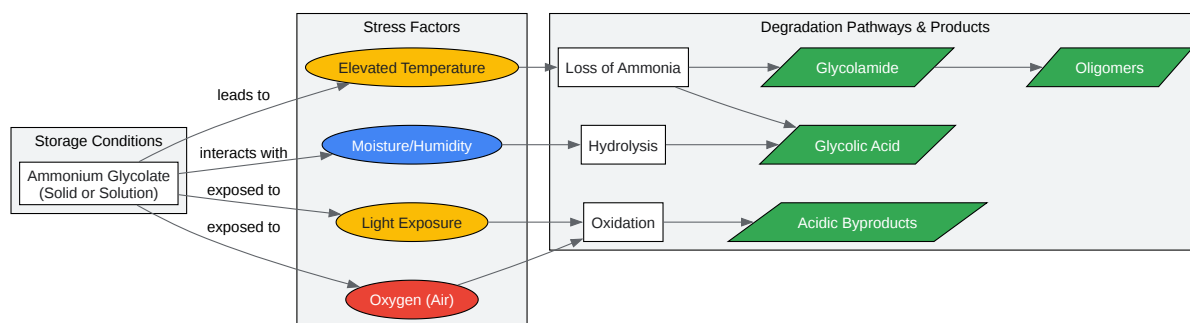 Stress Factors
Degradation Pathways & Products
Elevated Temperature
Loss of Ammonia
Glycolamide
Oligomers
leads to
Storage Conditions
interacts with
Moisture/Humidity
Hydrolysis
Glycolic Acid
Ammonium Glycolate
(Solid or Solution)
exposed to
Light Exposure
Oxidation
Acidic Byproducts
exposed to
Oxygen (Air)